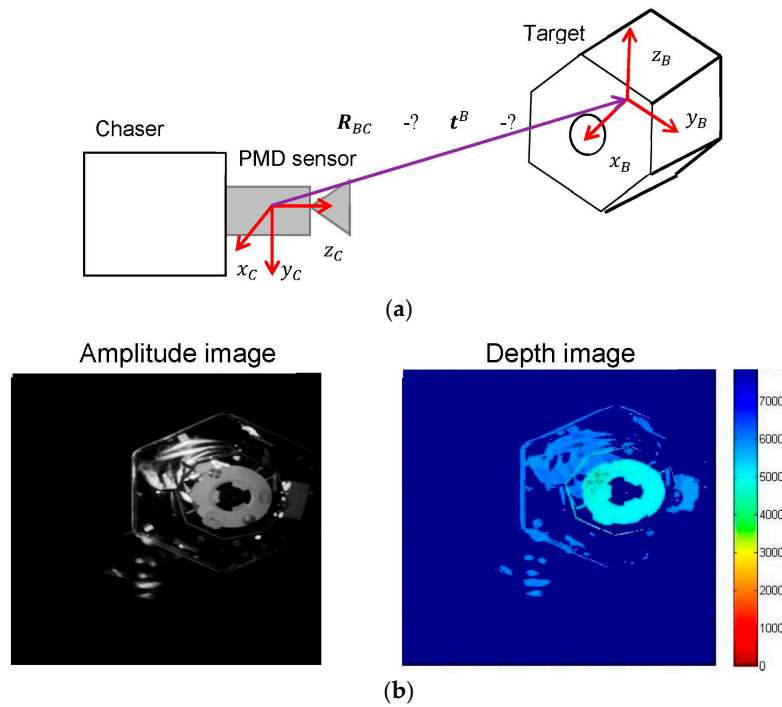 Target
z_B
R_BC -? t^B -?
y_B
Chaser
x_B
PMD sensor
z_C
x_C y_C
(a)
Amplitude image Depth image
7000
6000
5000
4000
3000
2000
1000
0
(b)